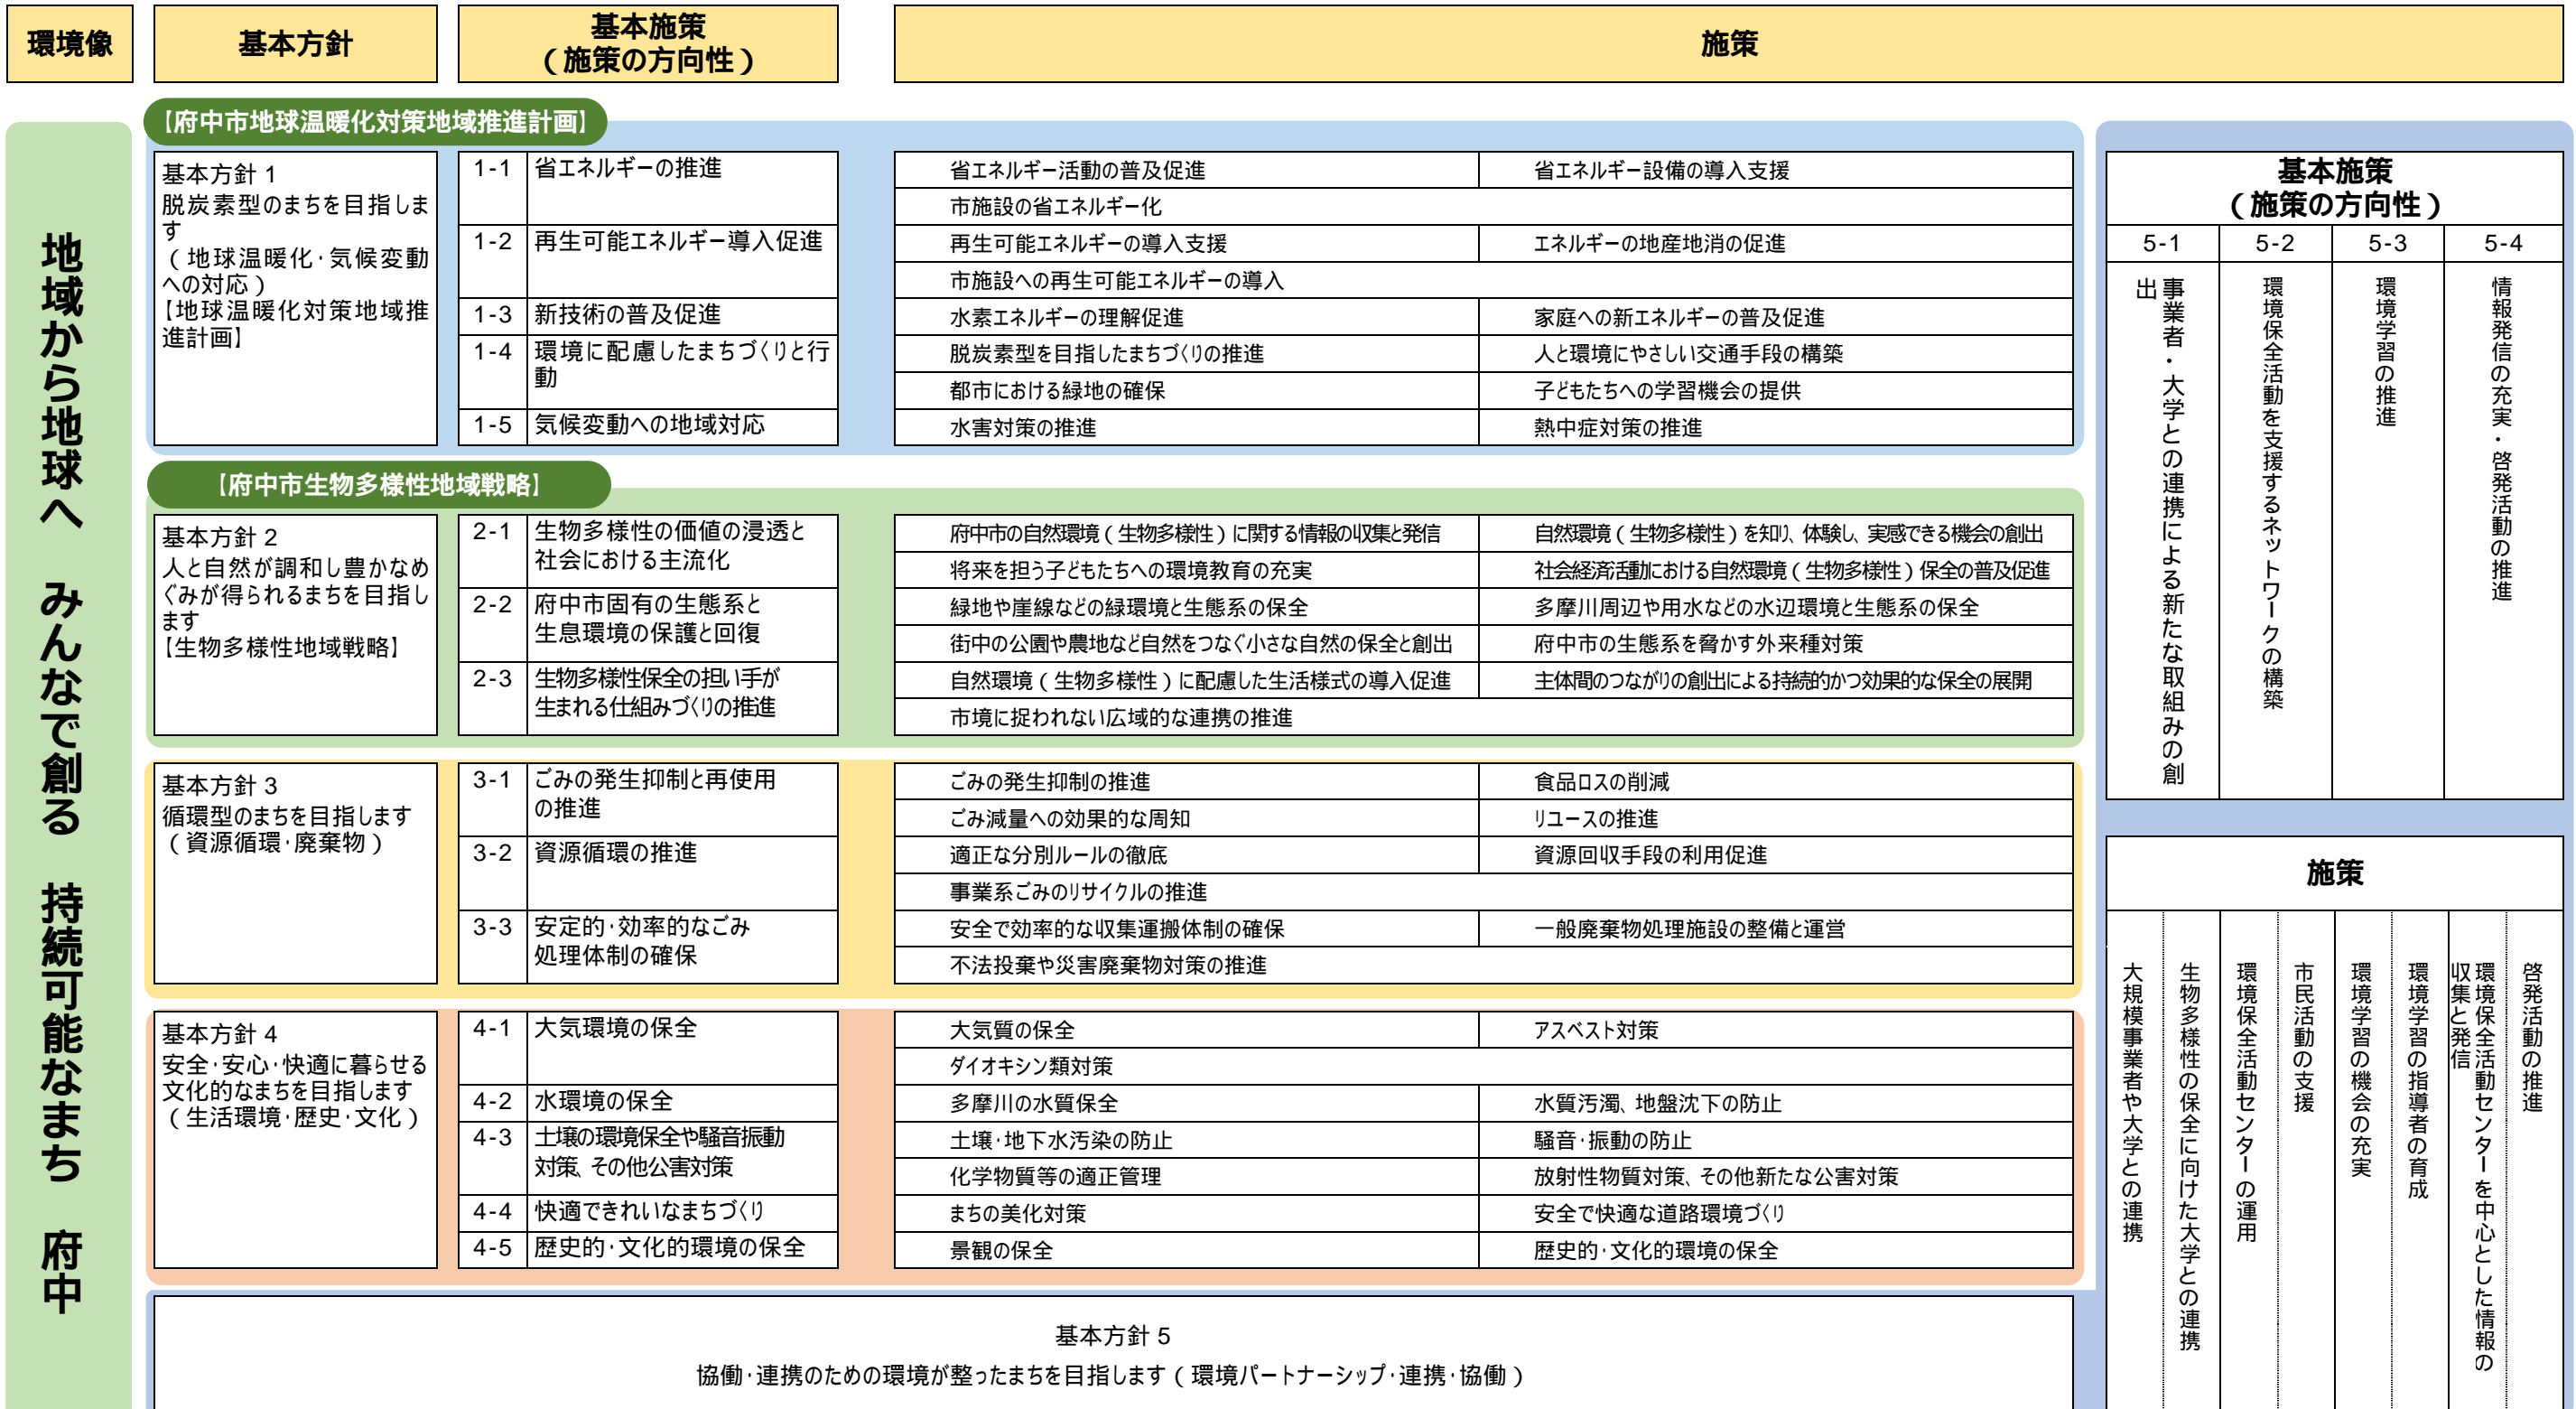 環境像
基本方針
基本施策
（施策の方向性）
施策
地域から地球へ　みんなで創る　持続可能なまち　府中
【府中市地球温暖化対策地域推進計画】
基本方針 1
脱炭素型のまちを目指しま
す
（地球温暖化・気候変動
への対応）
【地球温暖化対策地域推
進計画】
1-1 省エネルギーの推進
省エネルギー活動の普及促進 省エネルギー設備の導入支援
市施設の省エネルギー化
1-2 再生可能エネルギー導入促進
再生可能エネルギーの導入支援 エネルギーの地産地消の促進
市施設への再生可能エネルギーの導入
1-3 新技術の普及促進
水素エネルギーの理解促進 家庭への新エネルギーの普及促進
1-4 環境に配慮したまちづくりと行
動
脱炭素型を目指したまちづくりの推進 人と環境にやさしい交通手段の構築
都市における緑地の確保 子どもたちへの学習機会の提供
1-5 気候変動への地域対応
水害対策の推進 熱中症対策の推進
【府中市生物多様性地域戦略】
基本方針 2
人と自然が調和し豊かなめ
ぐみが得られるまちを目指し
ます
【生物多様性地域戦略】
2-1 生物多様性の価値の浸透と
社会における主流化
府中市の自然環境（生物多様性）に関する情報の収集と発信 自然環境（生物多様性）を知り、体験し、実感できる機会の創出
将来を担う子どもたちへの環境教育の充実 社会経済活動における自然環境（生物多様性）保全の普及促進
2-2 府中市固有の生態系と
生息環境の保護と回復
緑地や崖線などの緑環境と生態系の保全 多摩川周辺や用水などの水辺環境と生態系の保全
街中の公園や農地など自然をつなぐ小さな自然の保全と創出 府中市の生態系を脅かす外来種対策
2-3 生物多様性保全の担い手が
生まれる仕組みづくりの推進
自然環境（生物多様性）に配慮した生活様式の導入促進 主体間のつながりの創出による持続的かつ効果的な保全の展開
市境に捉われない広域的な連携の推進
基本方針 3
循環型のまちを目指します
（資源循環・廃棄物）
3-1 ごみの発生抑制と再使用
の推進
ごみの発生抑制の推進 食品ロスの削減
ごみ減量への効果的な周知 リユースの推進
3-2 資源循環の推進
適正な分別ルールの徹底 資源回収手段の利用促進
事業系ごみのリサイクルの推進
3-3 安定的・効率的なごみ
処理体制の確保
安全で効率的な収集運搬体制の確保 一般廃棄物処理施設の整備と運営
不法投棄や災害廃棄物対策の推進
基本方針 4
安全・安心・快適に暮らせる
文化的なまちを目指します
（生活環境・歴史・文化）
4-1 大気環境の保全
大気質の保全 アスベスト対策
ダイオキシン類対策
4-2 水環境の保全
多摩川の水質保全 水質汚濁、地盤沈下の防止
4-3 土壌の環境保全や騒音振動
対策、その他公害対策
土壌・地下水汚染の防止 騒音・振動の防止
化学物質等の適正管理 放射性物質対策、その他新たな公害対策
4-4 快適できれいなまちづくり
まちの美化対策 安全で快適な道路環境づくり
4-5 歴史的・文化的環境の保全
景観の保全 歴史的・文化的環境の保全
基本方針 5
協働・連携のための環境が整ったまちを目指します（環境パートナーシップ・連携・協働）
基本施策
（施策の方向性）
5-1 5-2 5-3 5-4
事業者・大学との連携による新たな取組みの創
出
環境保全活動を支援するネットワークの構築
環境学習の推進
情報発信の充実・啓発活動の推進
施策
大規模事業者や大学との連携
生物多様性の保全に向けた大学との連携
環境保全活動センターの運用
市民活動の支援
環境学習の機会の充実
環境学習の指導者の育成
環境保全活動センターを中心とした情報の
収集と発信
啓発活動の推進